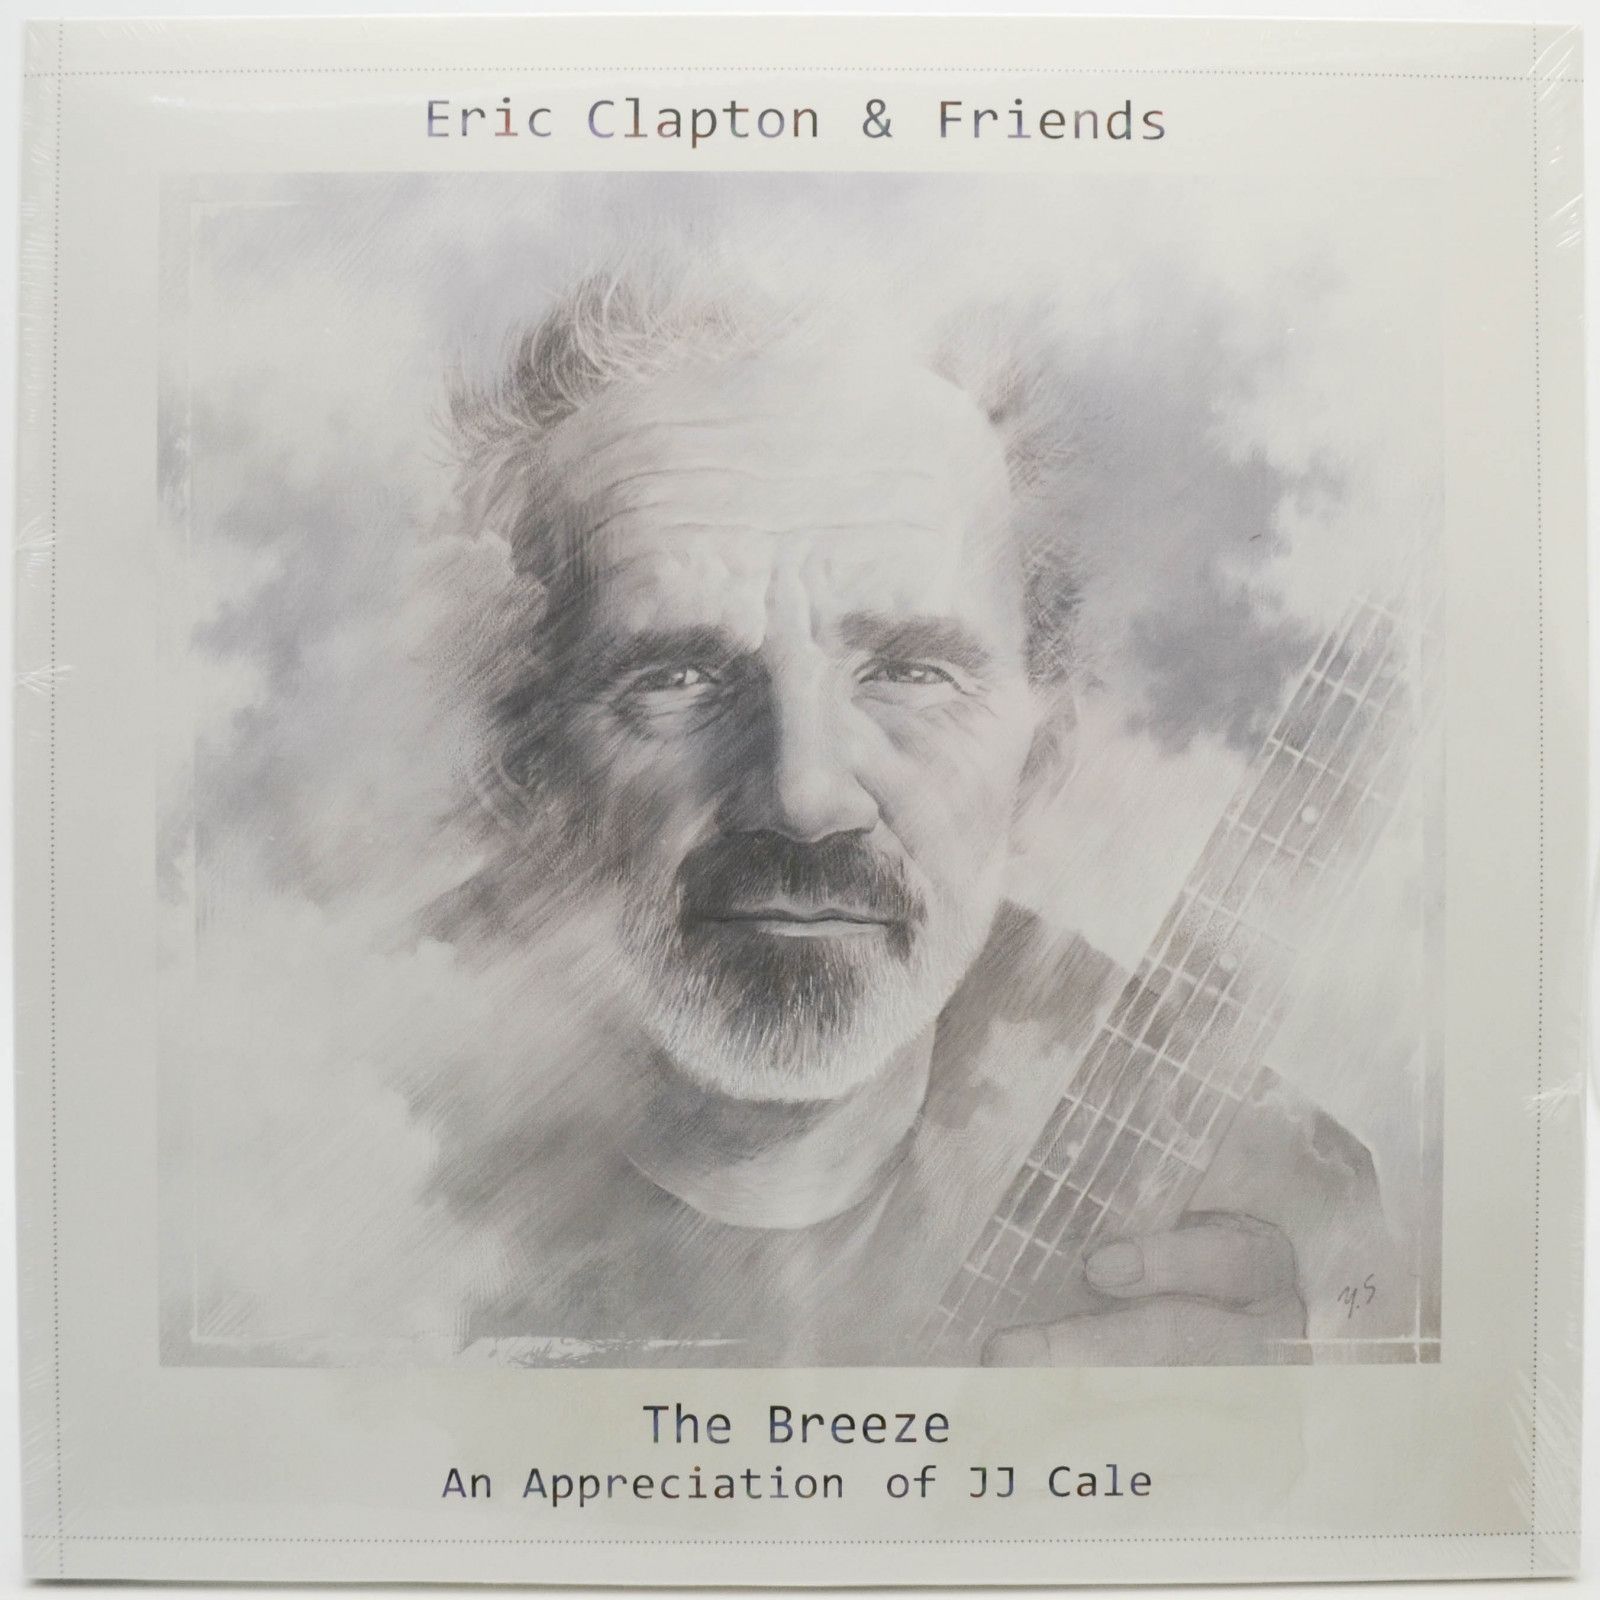 Eric Clapton & Friends
y.s
The Breeze
An Appreciation of JJ Cale